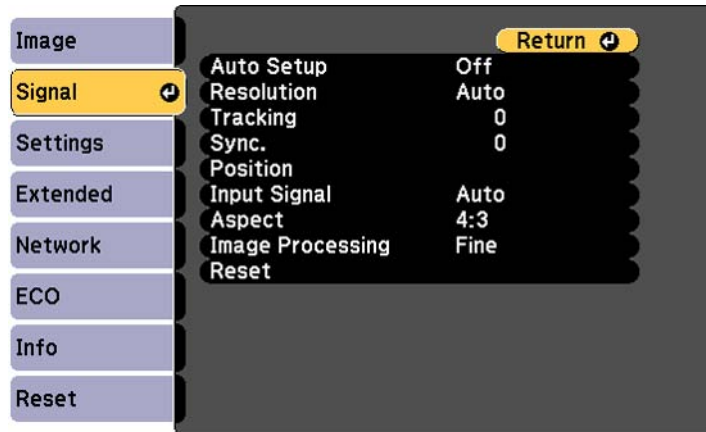 Image
Signal
Settings
Extended
Network
ECO
Info
Reset
Return
Auto Setup Off
Resolution Auto
Tracking 0
Sync. 0
Position
Input Signal Auto
Aspect 4:3
Image Processing Fine
Reset